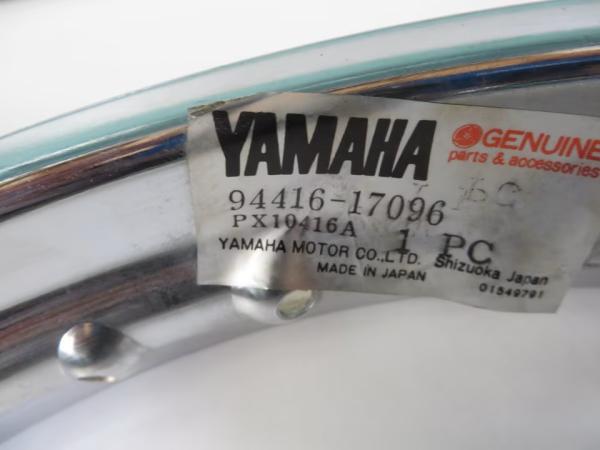 YAMAHA
GENUINE
parts & accessories
94416-17096
PX10416A
1 PC
YAMAHA MOTOR CO.,LTD. Shizuoka Japan
MADE IN JAPAN
01549791